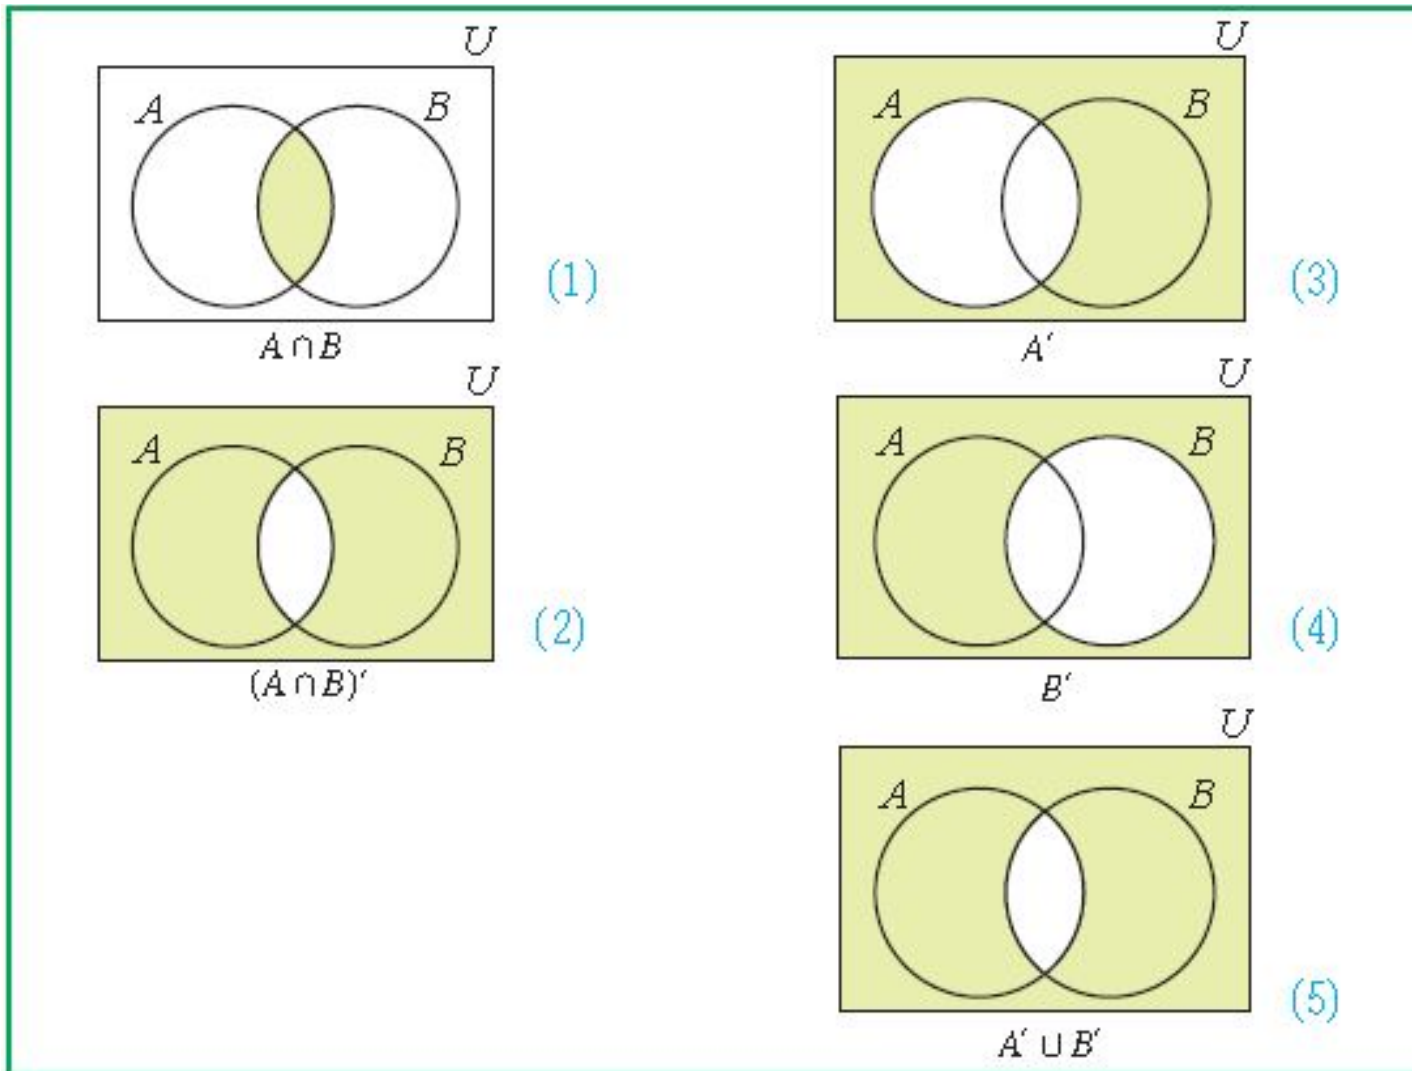 U
A B
(1)
A ∩ B
U
A B
(2)
(A ∩ B)′
U
A B
(3)
A′
U
A B
(4)
B′
U
A B
(5)
A′ ∪ B′